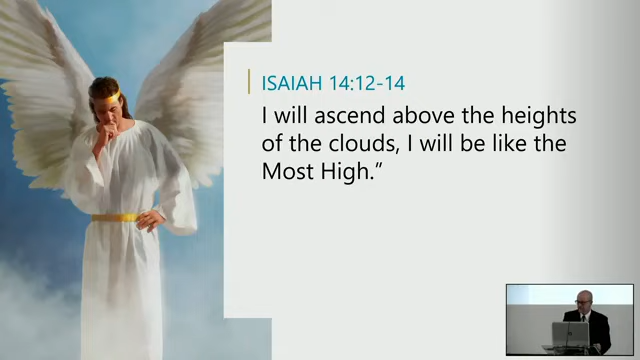 ISAIAH 14:12-14
I will ascend above the heights
of the clouds, I will be like the
Most High.”